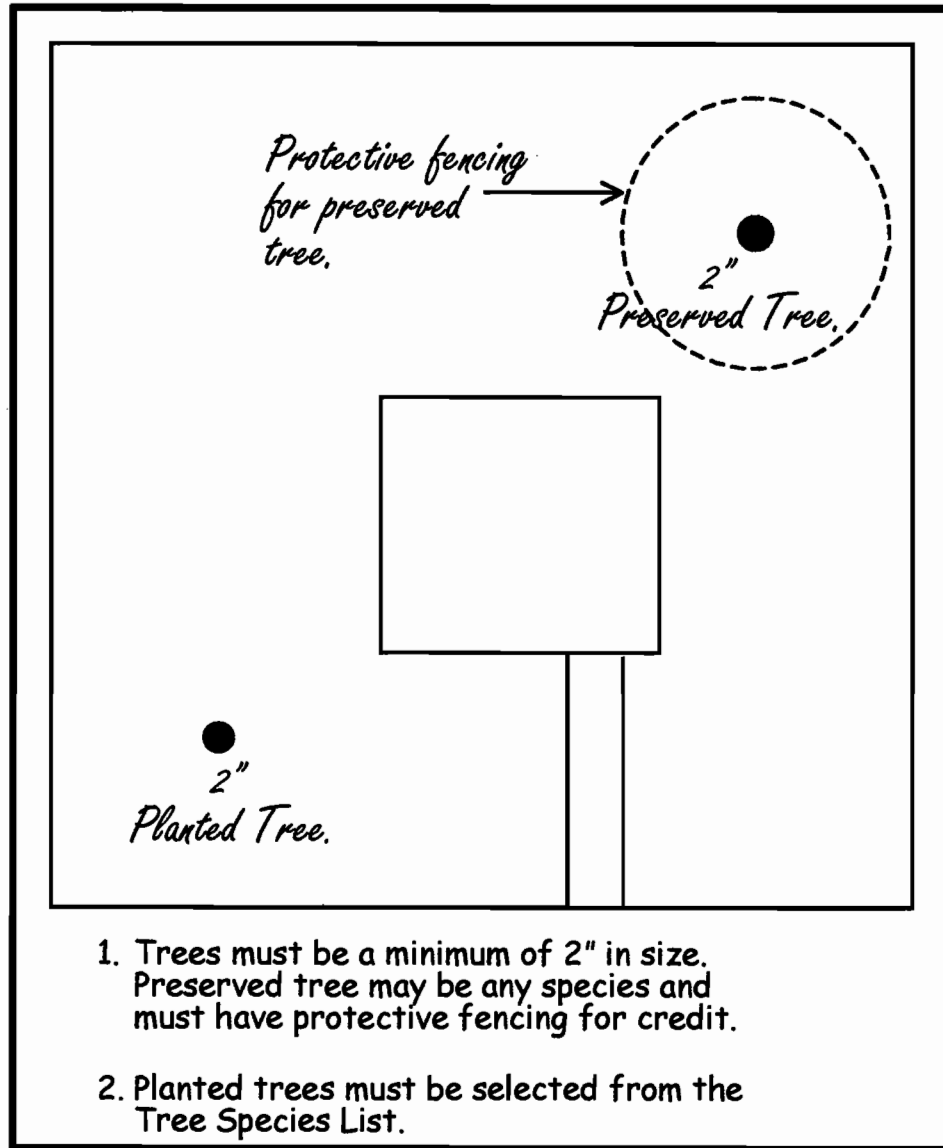 Protective fencing
for preserved
tree.
2"
Preserved Tree.
2"
Planted Tree.
1. Trees must be a minimum of 2" in size.
Preserved tree may be any species and
must have protective fencing for credit.
2. Planted trees must be selected from the
Tree Species List.